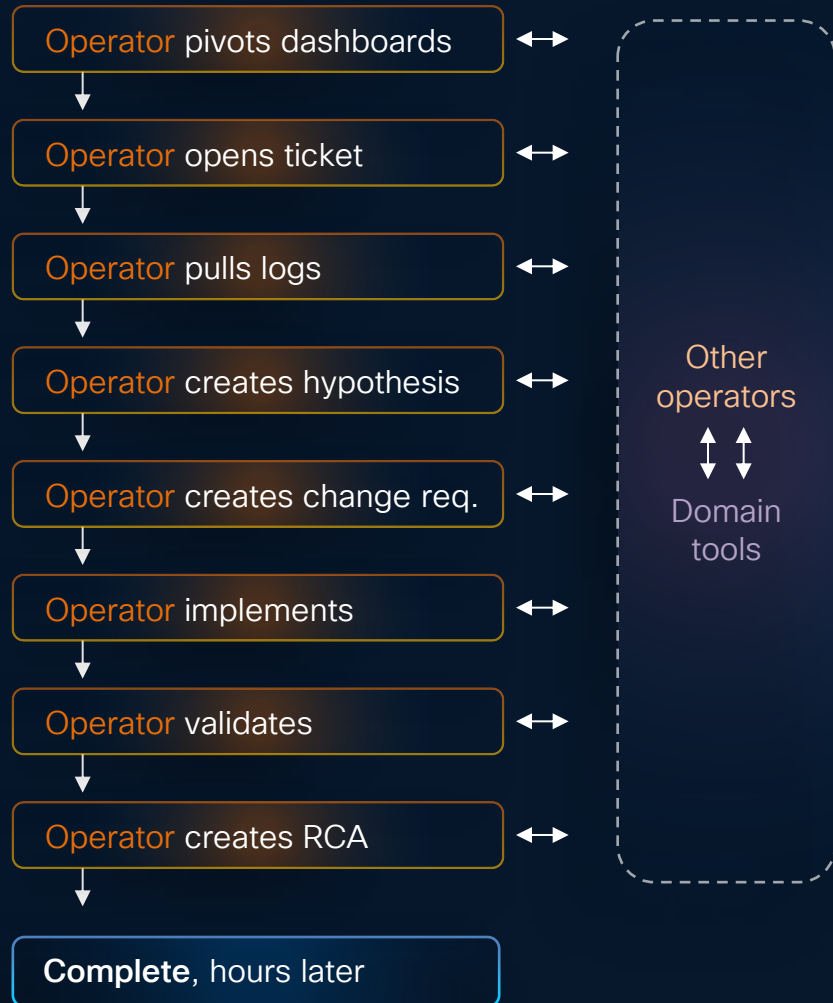 Operator pivots dashboards
Operator opens ticket
Operator pulls logs
Operator creates hypothesis
Operator creates change req.
Operator implements
Operator validates
Operator creates RCA
Complete, hours later
Other
operators
Domain
tools